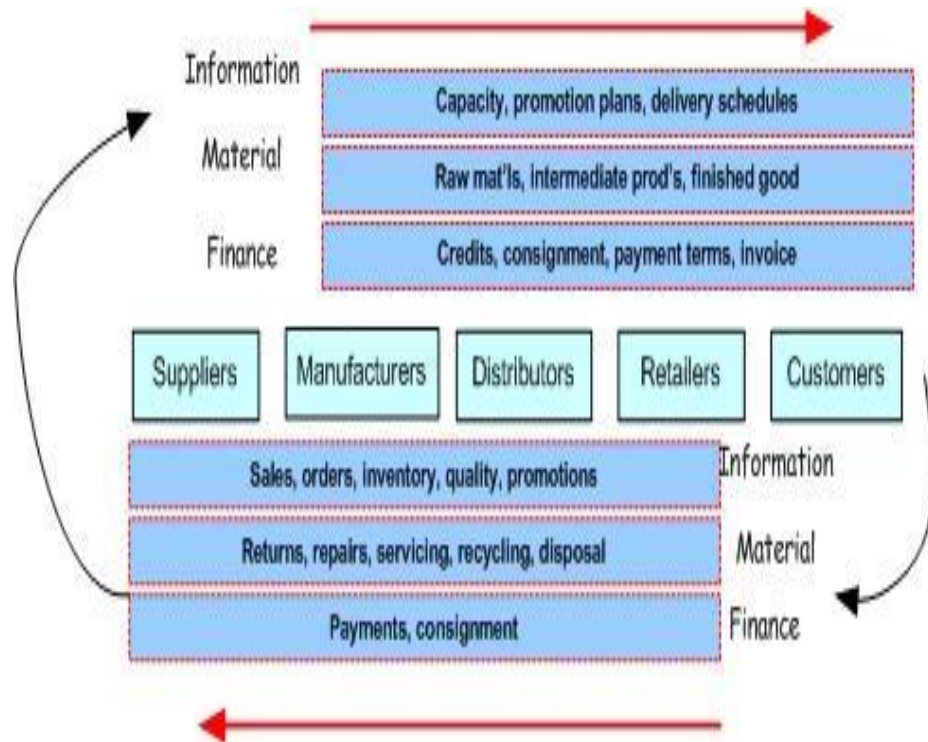 Information
Capacity, promotion plans, delivery schedules
Material
Raw mat'ls, intermediate prod's, finished good
Finance
Credits, consignment, payment terms, invoice
Suppliers
Manufacturers
Distributors
Retailers
Customers
Sales, orders, inventory, quality, promotions
Information
Returns, repairs, servicing, recycling, disposal
Material
Payments, consignment
Finance